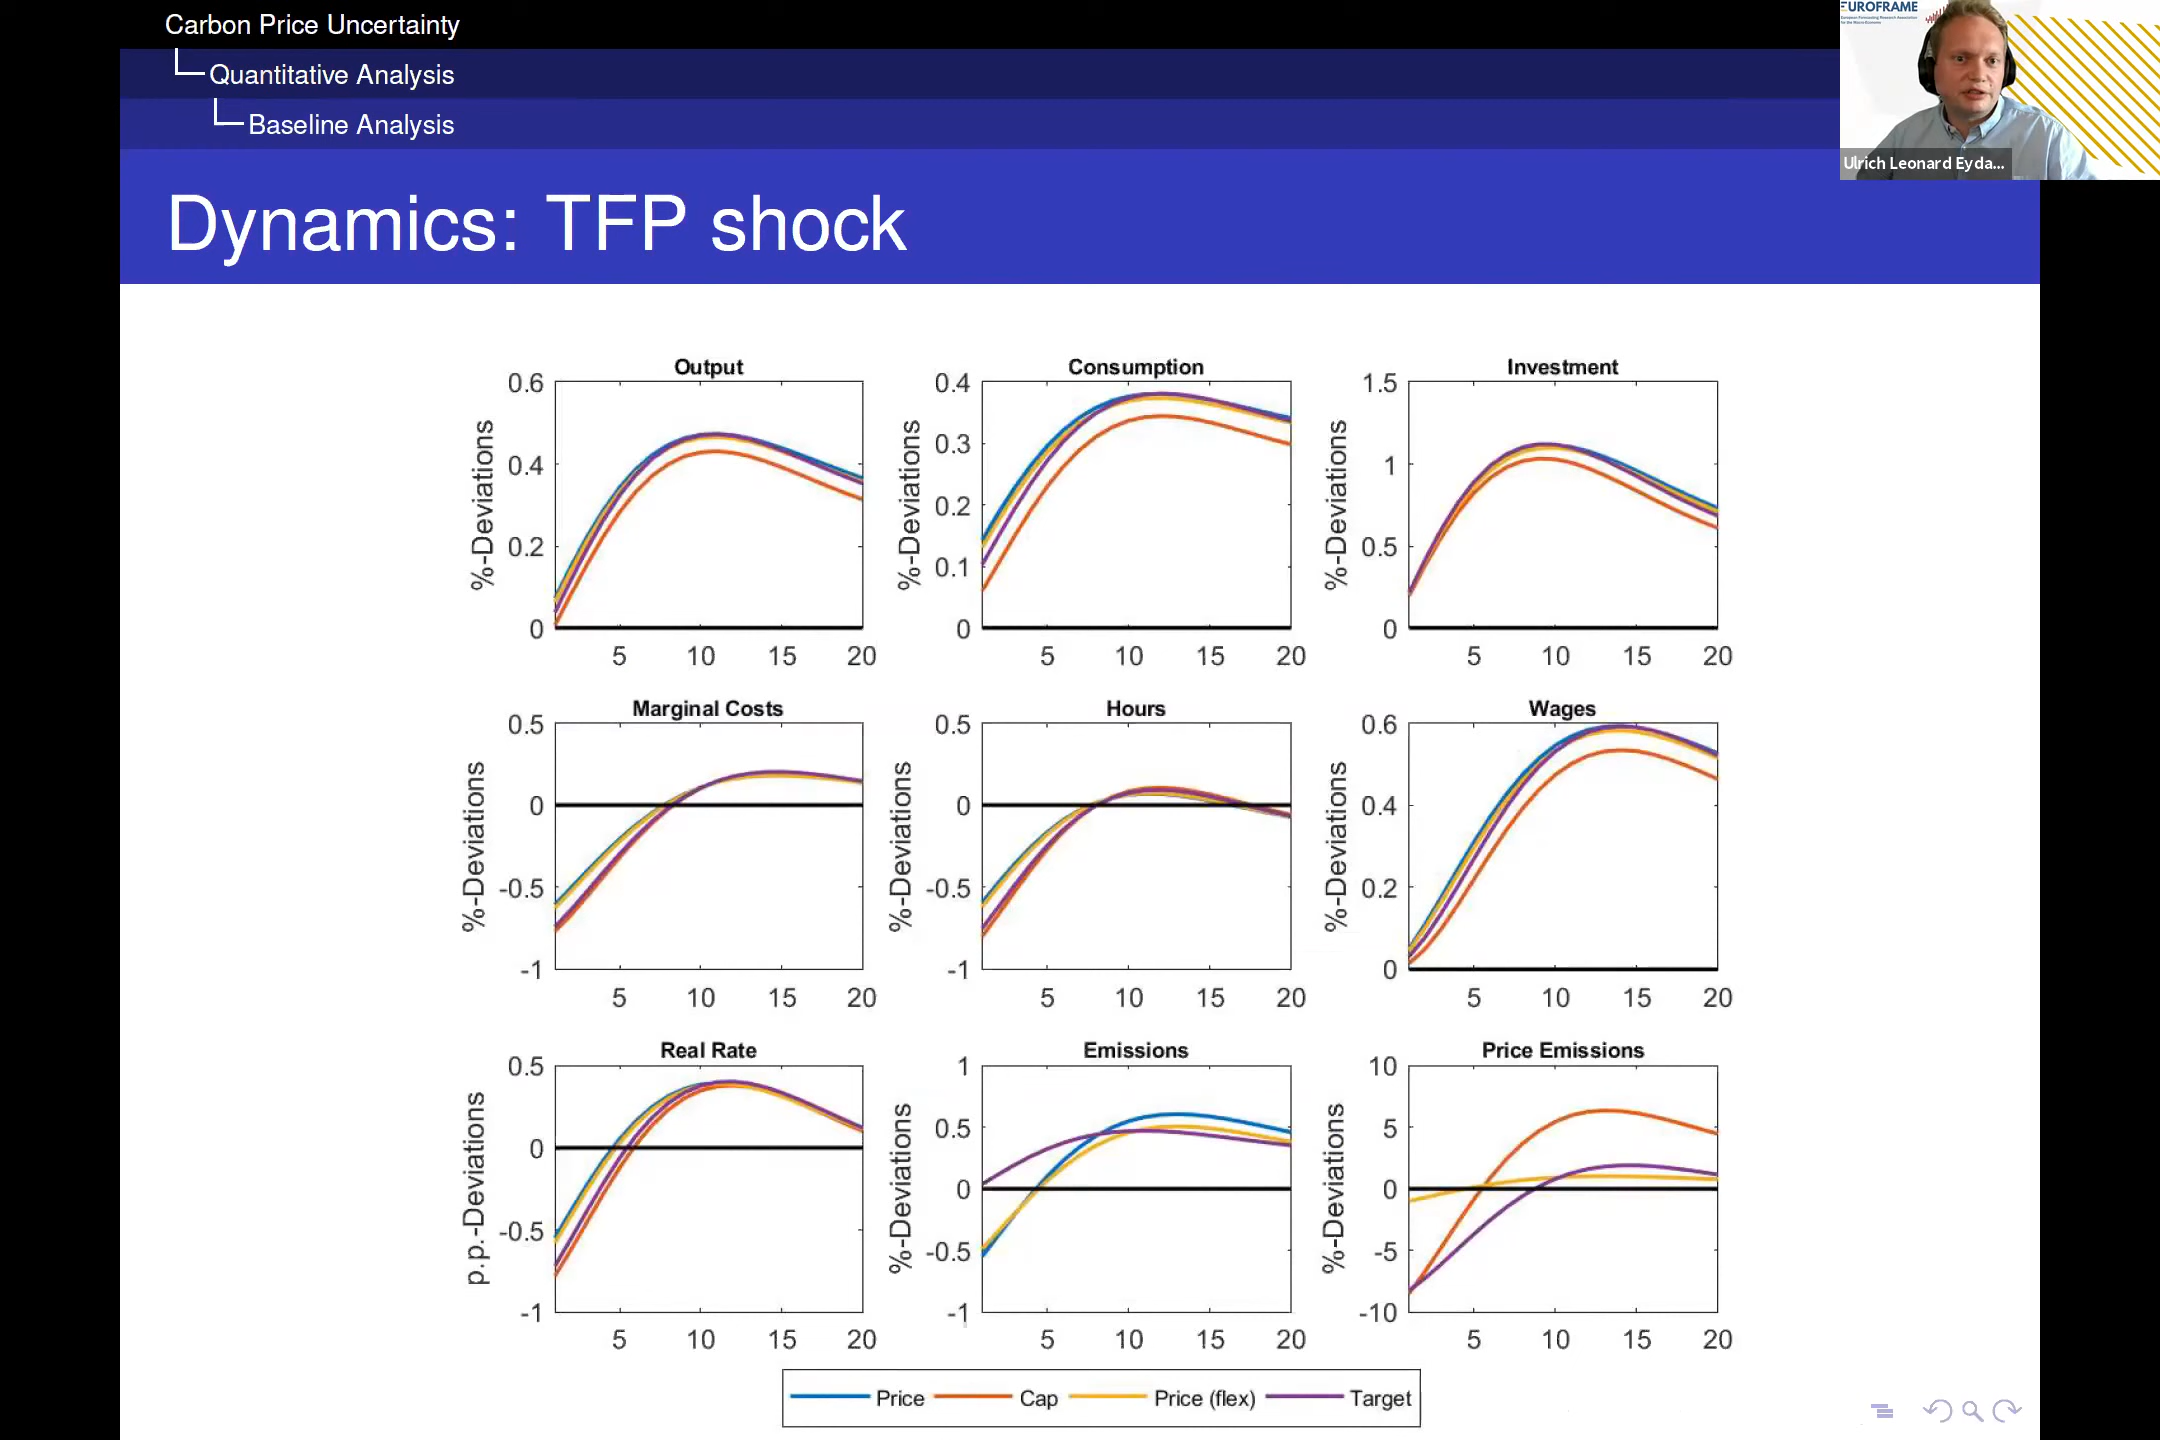 Carbon Price Uncertainty
Quantitative Analysis
Baseline Analysis
EUROFRAME
Ulrich Leonard Eyda...
Dynamics: TFP shock
Output
%-Deviations
0.6
0.4
0.2
0
5 10 15 20
Consumption
%-Deviations
0.4
0.3
0.2
0.1
0
5 10 15 20
Investment
%-Deviations
1.5
1
0.5
0
5 10 15 20
Marginal Costs
%-Deviations
0.5
0
-0.5
-1
5 10 15 20
Hours
%-Deviations
0.5
0
-0.5
-1
5 10 15 20
Wages
%-Deviations
0.6
0.4
0.2
0
5 10 15 20
Real Rate
p.p.-Deviations
0.5
0
-0.5
-1
5 10 15 20
Emissions
%-Deviations
1
0.5
0
-0.5
-1
5 10 15 20
Price Emissions
%-Deviations
10
5
0
-5
-10
5 10 15 20
Price Cap Price (flex) Target